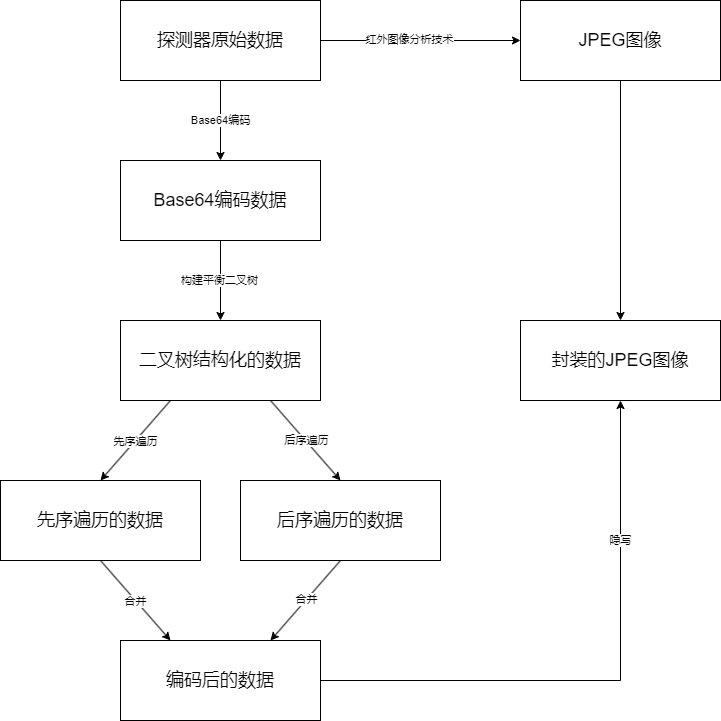 探测器原始数据
红外图像分析技术
JPEG图像
Base64编码
Base64编码数据
构建平衡二叉树
二叉树结构化的数据
封装的JPEG图像
先序遍历
后序遍历
先序遍历的数据
后序遍历的数据
隐写
合并
合并
编码后的数据